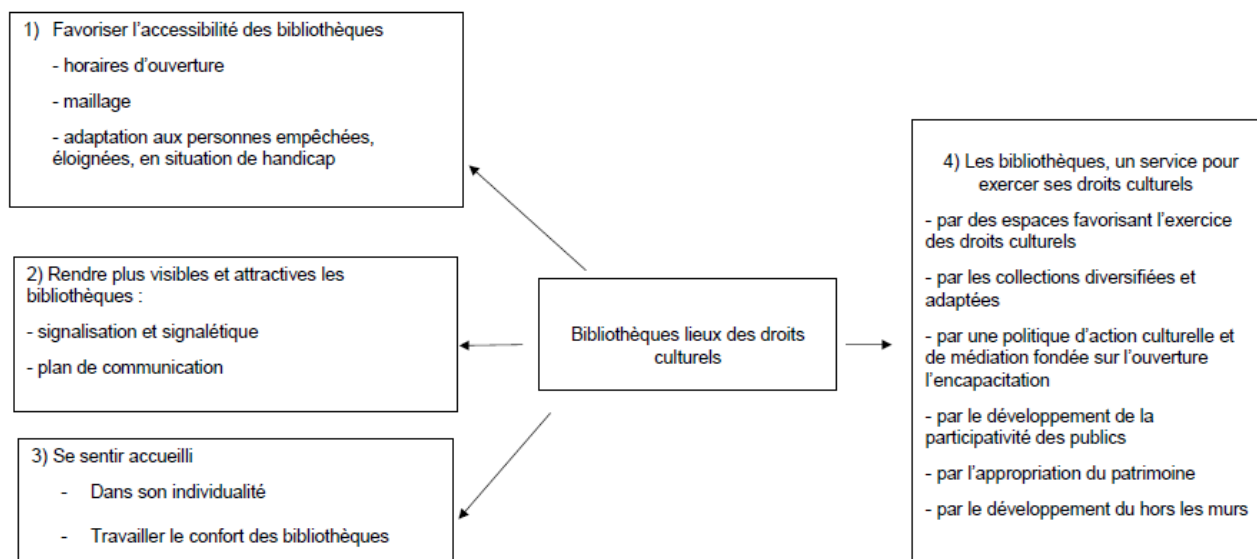 1) Favoriser l'accessibilité des bibliothèques
- horaires d'ouverture
- maillage
- adaptation aux personnes empêchées,
éloignées, en situation de handicap
2) Rendre plus visibles et attractives les
bibliothèques :
- signalisation et signalétique
- plan de communication
3) Se sentir accueilli
- Dans son individualité
- Travailler le confort des bibliothèques
Bibliothèques lieux des droits
culturels
4) Les bibliothèques, un service pour
exercer ses droits culturels
- par des espaces favorisant l'exercice
des droits culturels
- par les collections diversifiées et
adaptées
- par une politique d'action culturelle et
de médiation fondée sur l'ouverture
l'encapacitation
- par le développement de la
participativité des publics
- par l'appropriation du patrimoine
- par le développement du hors les murs